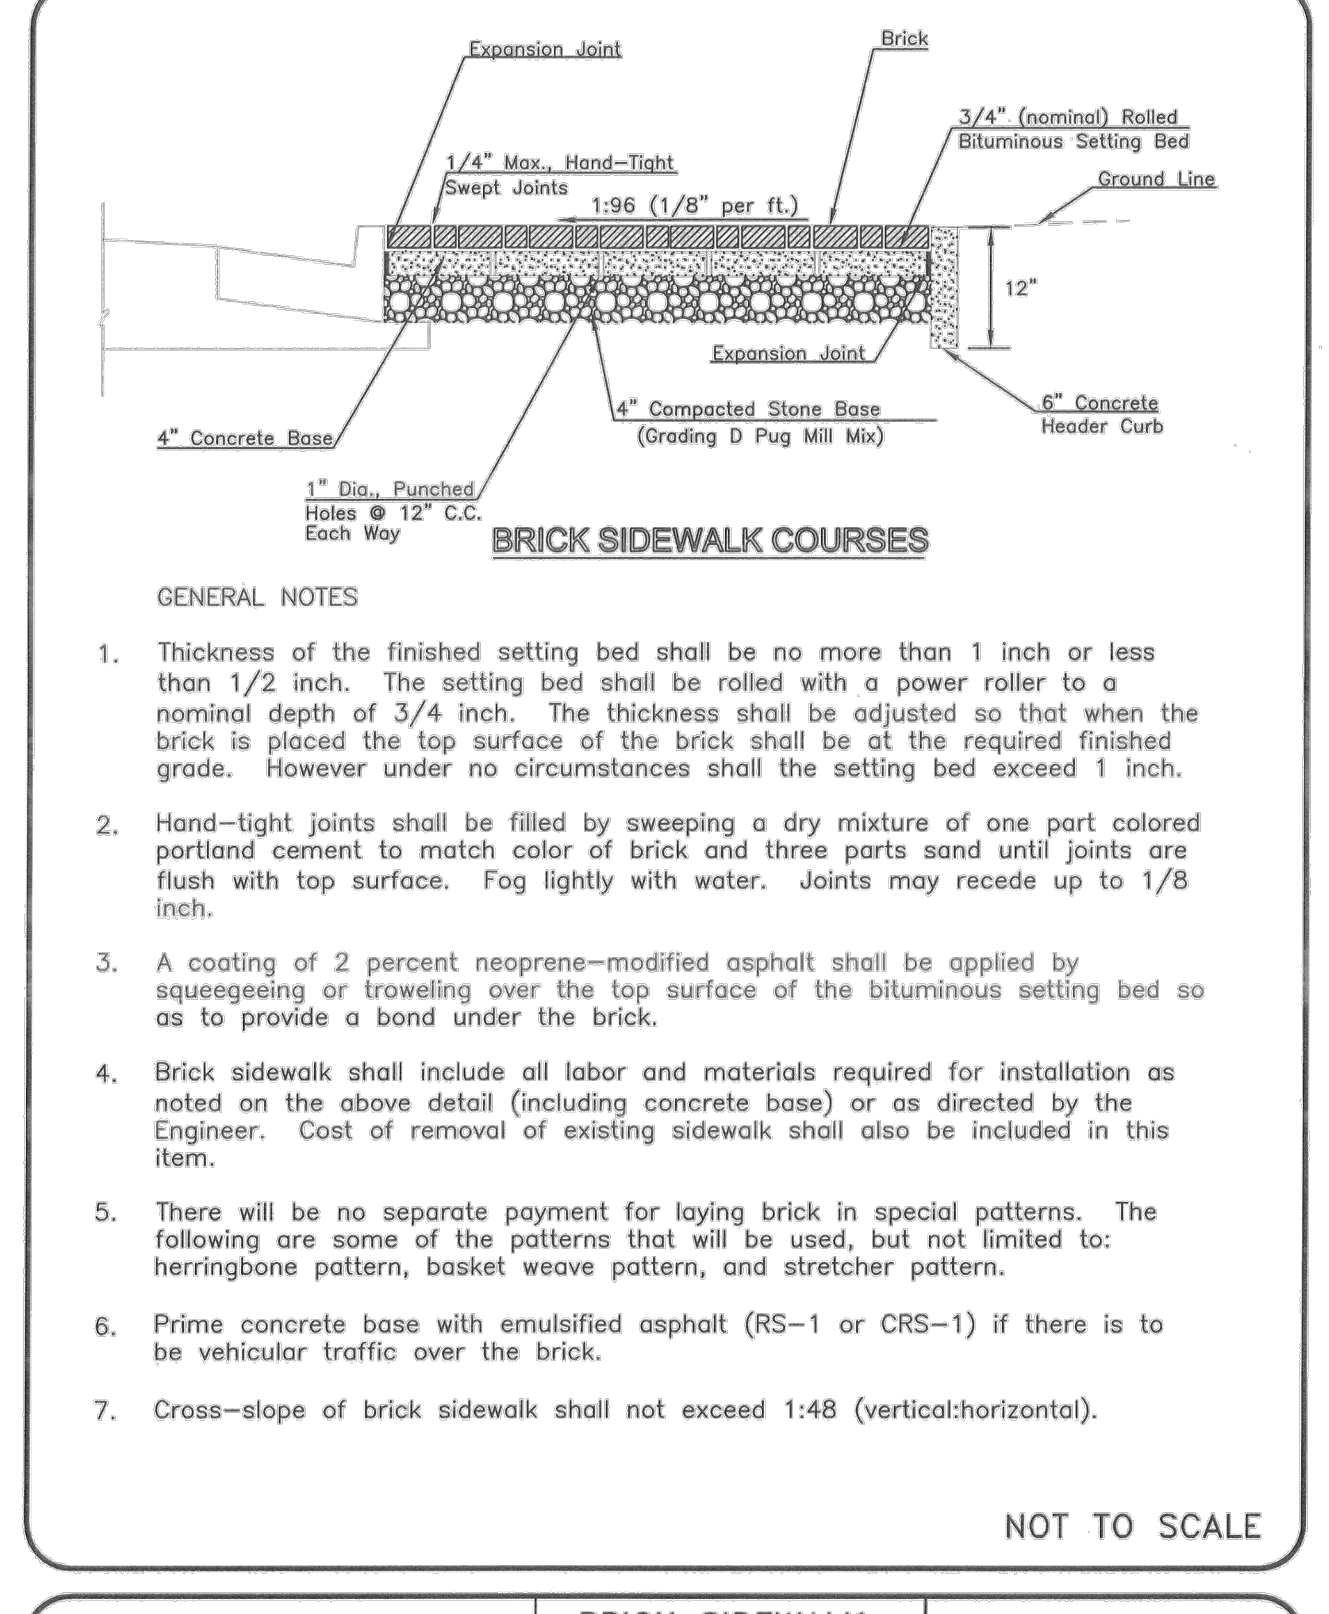 Expansion Joint
Brick
3/4" (nominal) Rolled
Bituminous Setting Bed
1/4" Max., Hand-Tight
Swept Joints
Ground Line
1:96 (1/8" per ft.)
12"
Expansion Joint
4" Compacted Stone Base
(Grading D Pug Mill Mix)
6" Concrete
Header Curb
4" Concrete Base
1" Dia., Punched
Holes @ 12" C.C.
Each Way
BRICK SIDEWALK COURSES
GENERAL NOTES
1. Thickness of the finished setting bed shall be no more than 1 inch or less
than 1/2 inch. The setting bed shall be rolled with a power roller to a
nominal depth of 3/4 inch. The thickness shall be adjusted so that when the
brick is placed the top surface of the brick shall be at the required finished
grade. However under no circumstances shall the setting bed exceed 1 inch.
2. Hand-tight joints shall be filled by sweeping a dry mixture of one part colored
portland cement to match color of brick and three parts sand until joints are
flush with top surface. Fog lightly with water. Joints may recede up to 1/8
inch.
3. A coating of 2 percent neoprene-modified asphalt shall be applied by
squeegeeing or troweling over the top surface of the bituminous setting bed so
as to provide a bond under the brick.
4. Brick sidewalk shall include all labor and materials required for installation as
noted on the above detail (including concrete base) or as directed by the
Engineer. Cost of removal of existing sidewalk shall also be included in this
item.
5. There will be no separate payment for laying brick in special patterns. The
following are some of the patterns that will be used, but not limited to:
herringbone pattern, basket weave pattern, and stretcher pattern.
6. Prime concrete base with emulsified asphalt (RS-1 or CRS-1) if there is to
be vehicular traffic over the brick.
7. Cross-slope of brick sidewalk shall not exceed 1:48 (vertical:horizontal).
NOT TO SCALE